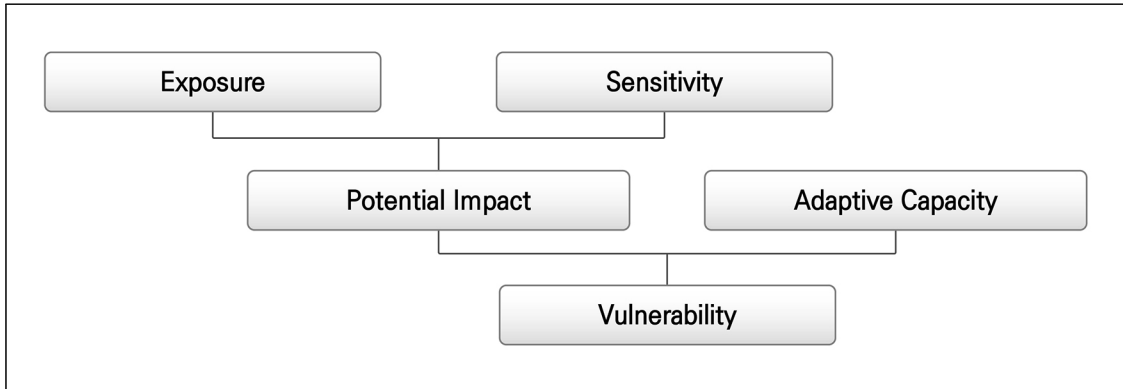 Exposure
Sensitivity
Potential Impact
Adaptive Capacity
Vulnerability